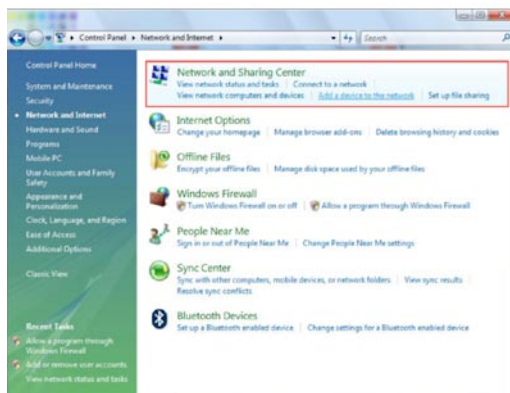 Control Panel ▸ Network and Internet ▸
Search
Control Panel Home
System and Maintenance
Security
Network and Internet
Hardware and Sound
Programs
Mobile PC
User Accounts and Family
Safety
Appearance and
Personalization
Clock, Language, and Region
Ease of Access
Additional Options
Classic View
Recent Tasks
Allow a program through
Windows Firewall
Add or remove user accounts
View network status and tasks
Network and Sharing Center
View network status and tasks Connect to a network
View network computers and devices Add a device to the network Set up file sharing
Internet Options
Change your homepage Manage browser add-ons Delete browsing history and cookies
Offline Files
Encrypt your offline files Manage disk space used by your offline files
Windows Firewall
Turn Windows Firewall on or off Allow a program through Windows Firewall
People Near Me
Sign in or out of People Near Me Change People Near Me settings
Sync Center
Sync with other computers, mobile devices, or network folders View sync results
Resolve sync conflicts
Bluetooth Devices
Set up a Bluetooth enabled device Change settings for a Bluetooth enabled device